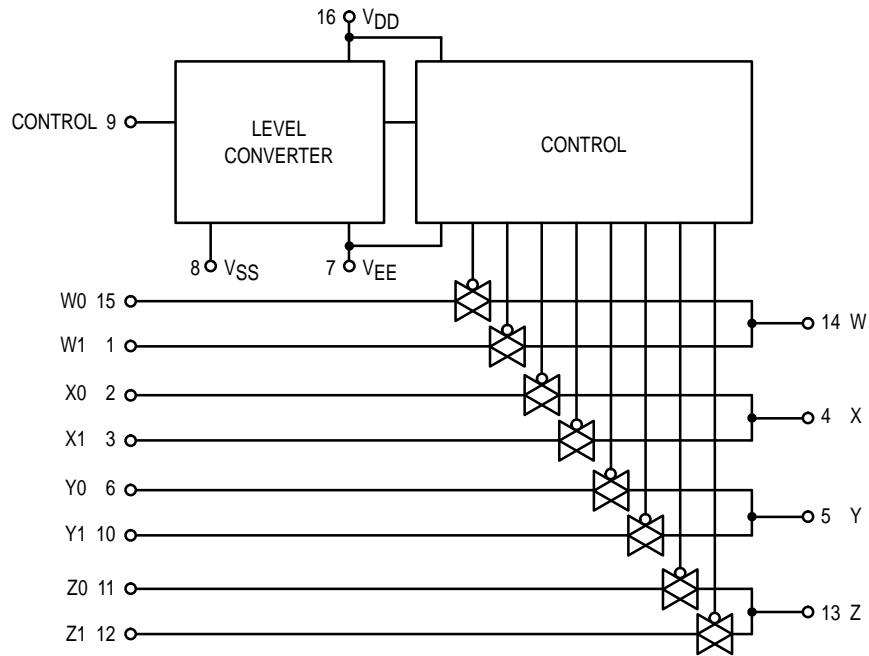 16 VDD
CONTROL 9
LEVEL
CONVERTER
CONTROL
8 VSS
7 VEE
W0 15
14 W
W1 1
X0 2
4 X
X1 3
Y0 6
5 Y
Y1 10
Z0 11
13 Z
Z1 12